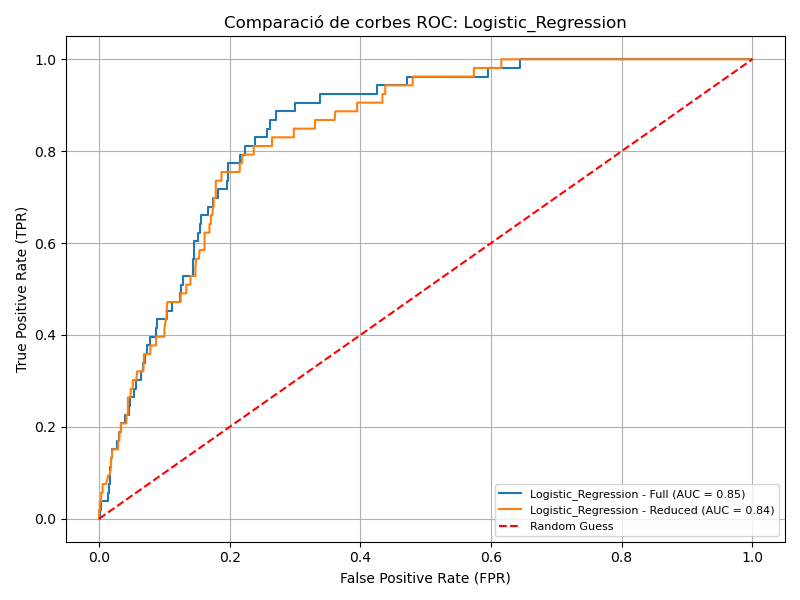 Comparació de corbes ROC: Logistic_Regression
True Positive Rate (TPR)
1.0
0.8
0.6
0.4
0.2
0.0
0.0 0.2 0.4 0.6 0.8 1.0
False Positive Rate (FPR)
Logistic_Regression - Full (AUC = 0.85)
Logistic_Regression - Reduced (AUC = 0.84)
Random Guess